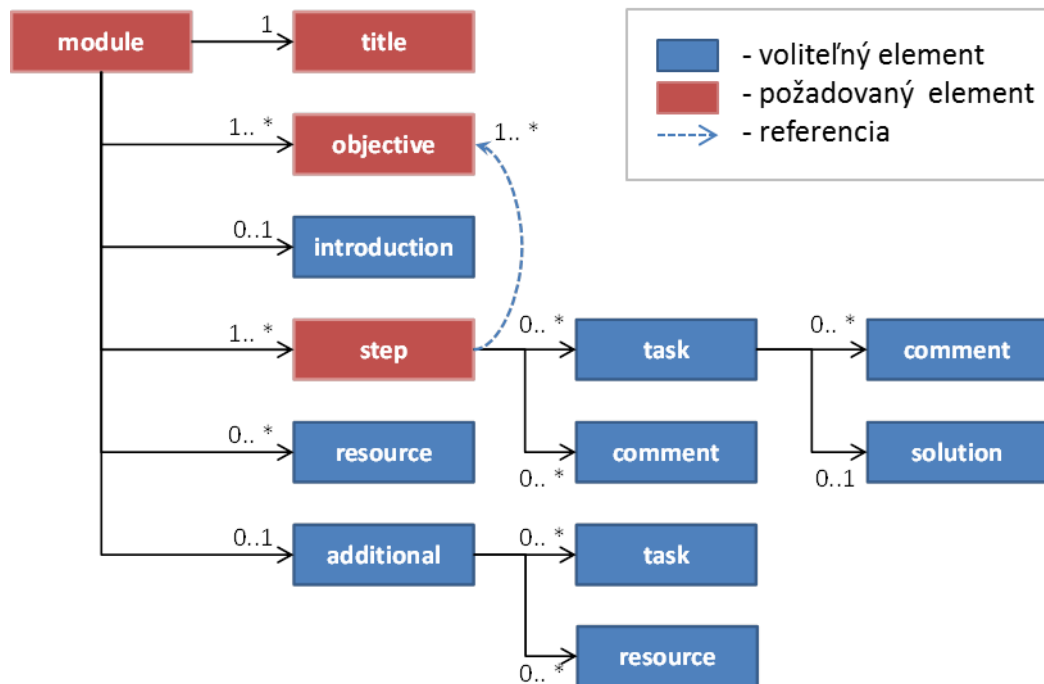 module
1
title
- voliteľný element
- požadovaný element
- referencia
1.. *
objective
1.. *
0..1
introduction
1.. *
step
0.. *
task
0.. *
comment
0.. *
resource
comment
0.. *
solution
0..1
0..1
additional
0.. *
task
resource
0.. *